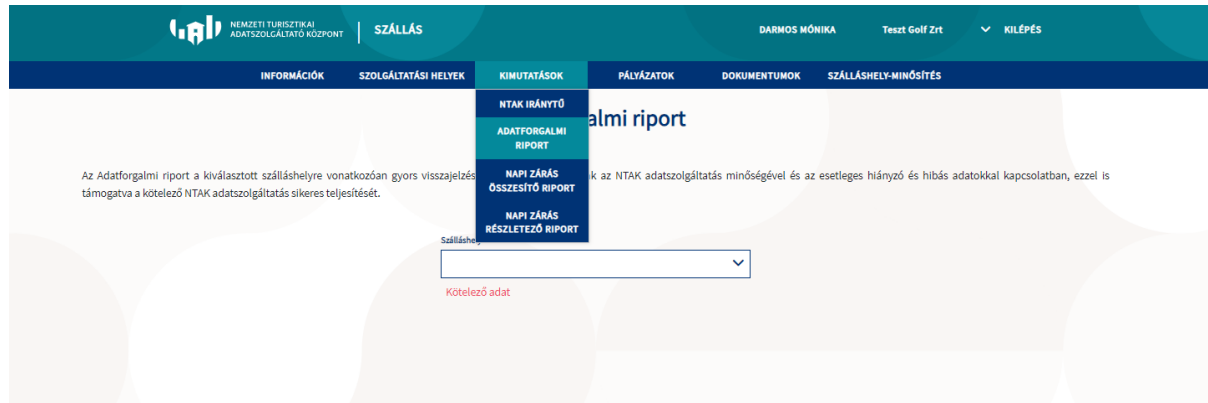 NEMZETI TURISZTIKAI
ADATSZOLGÁLTATÓ KÖZPONT
SZÁLLÁS
DARMOS MÓNIKA
Teszt Golf Zrt
KILÉPÉS
INFORMÁCIÓK
SZOLGÁLTATÁSI HELYEK
KIMUTATÁSOK
PÁLYÁZATOK
DOKUMENTUMOK
SZÁLLÁSHELY-MINŐSÍTÉS
NTAK IRÁNYTŰ
ADATFORGALMI
RIPORT
NAPI ZÁRÁS
ÖSSZESÍTŐ RIPORT
NAPI ZÁRÁS
RÉSZLETEZŐ RIPORT
almi riport
Az Adatforgalmi riport a kiválasztott szálláshelyre vonatkozóan gyors visszajelzés k az NTAK adatszolgáltatás minőségével és az esetleges hiányzó és hibás adatokkal kapcsolatban, ezzel is
támogatva a kötelező NTAK adatszolgáltatás sikeres teljesítését.
Szálláshely
Kötelező adat